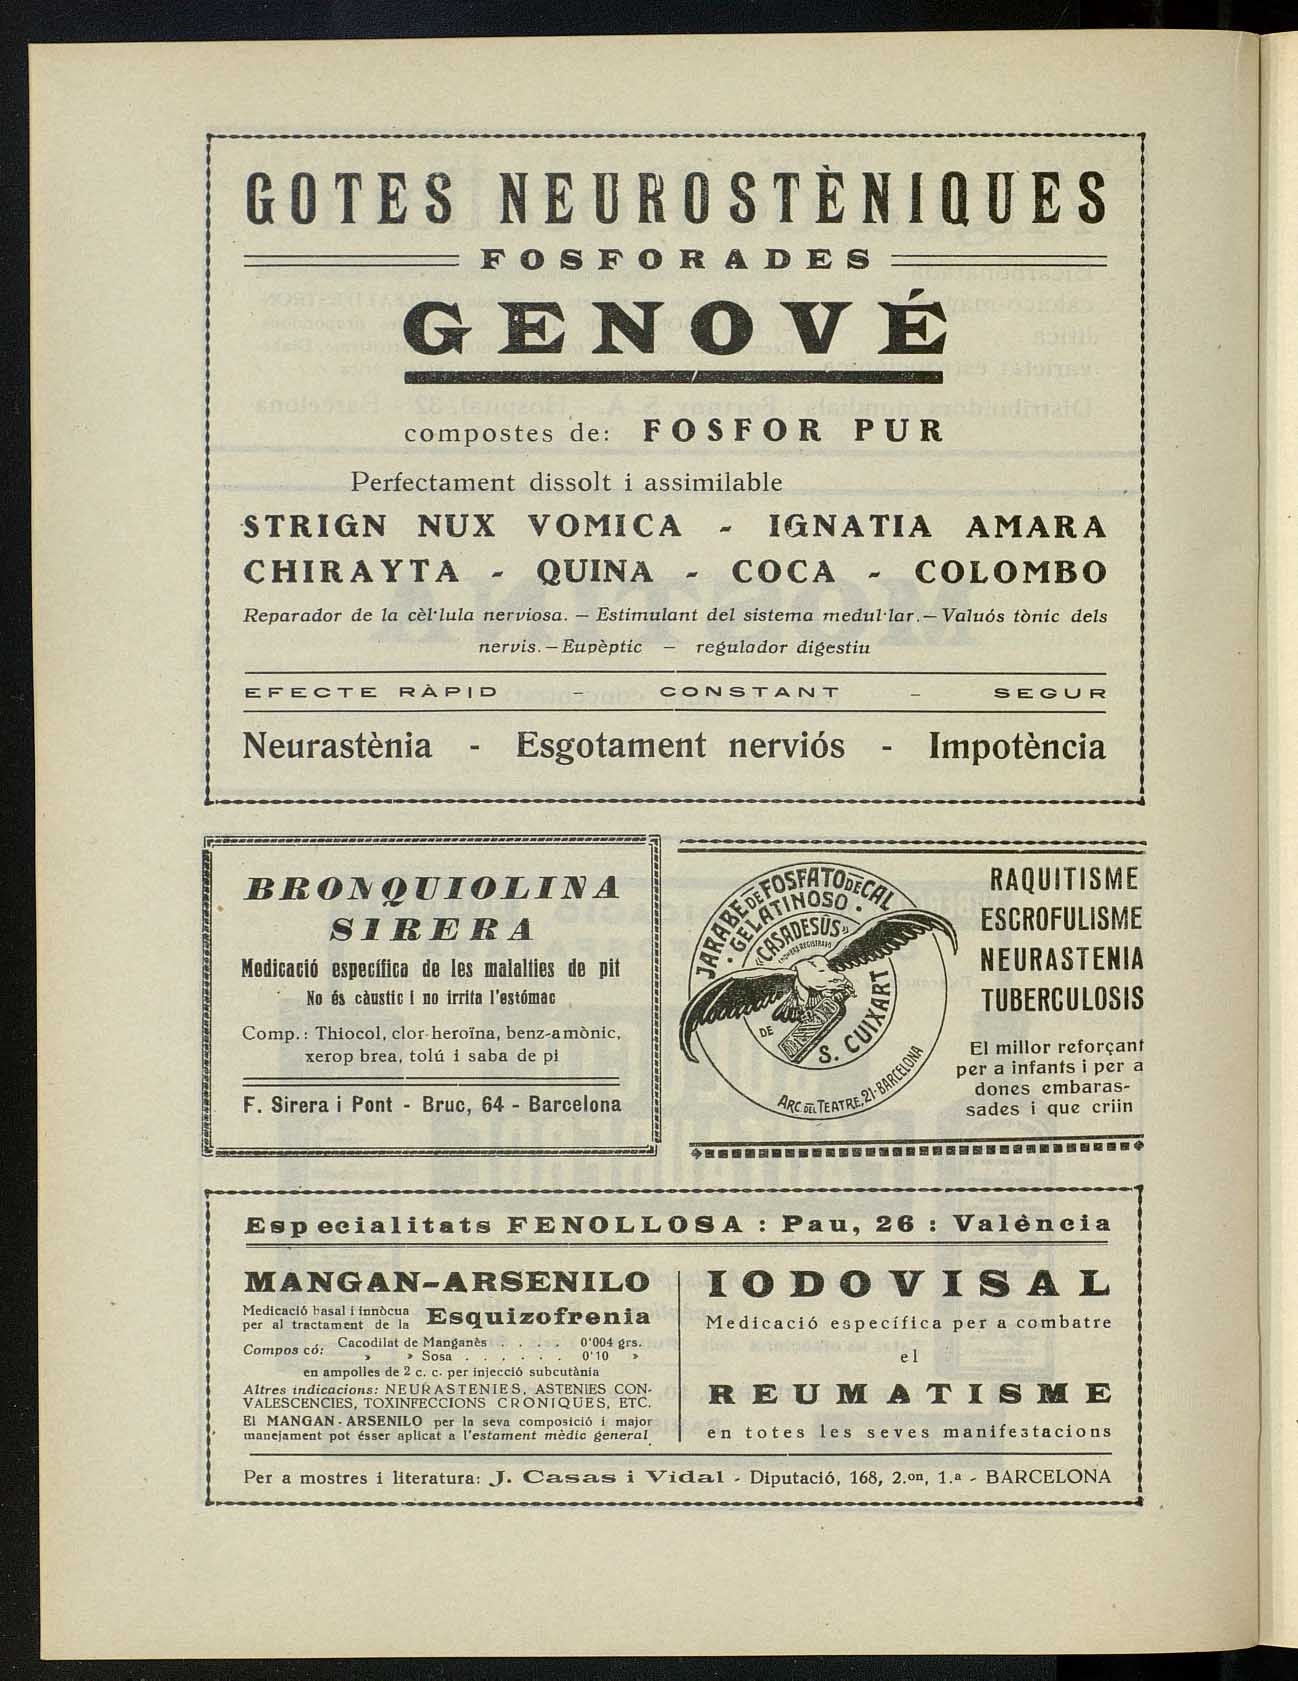 GOTES NEUROSTÈNIQUES
FOSFORADES
GENOVÉ
compostes de: FOSFOR PUR
Perfectament dissolt i assimilable
STRIGN NUX VOMICA - IGNATIA AMARA
CHIRAYTA - QUINA - COCA - COLOMBO
Reparador de la cèl·lula nerviosa. — Estimulant del sistema medul·lar. — Valuós tònic dels
nervis. — Eupèptic — regulador digestiu
EFECTE RÀPID - CONSTANT - SEGUR
Neurastènia - Esgotament nerviós - Impotència
BRONQUIOLINA
SIRERA
Medicació específica de les malalties de pit
No és càustic i no irrita l'estómac
Comp.: Thiocol, clor-heroïna, benz-amònic,
xerop brea, tolú i saba de pi
F. Sirera i Pont - Bruc, 64 - Barcelona
JARABE DE FOSFATO DE CAL
· GELATINOSO ·
"CASADESÚS"
NOMBRE REGISTRADO
DE
S. CUIXART
ARC DEL TEATRE, 21-BARCELONA
RAQUITISME
ESCROFULISME
NEURASTENIA
TUBERCULOSIS
El millor reforçant
per a infants i per a
dones embaras-
sades i que criin
Especialitats FENOLLOSA : Pau, 26 : València
MANGAN-ARSENILO
Medicació basal i innòcua
per al tractament de la Esquizofrenia
Compos có: Cacodilat de Manganès . . . . 0'004 grs.
» » Sosa . . . . . . 0'10 »
en ampolles de 2 c. c. per injecció subcutània
Altres indicacions: NEURASTENIES, ASTENIES CON-
VALESCENCIES, TOXINFECCIONS CRONIQUES, ETC.
El MANGAN-ARSENILO per la seva composició i major
manejament pot ésser aplicat a l'estament mèdic general
IODOVISAL
Medicació específica per a combatre
el
REUMATISME
en totes les seves manifestacions
Per a mostres i literatura: J. Casas i Vidal - Diputació, 168, 2.on, 1.a - BARCELONA